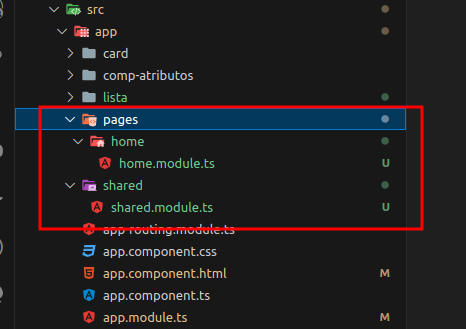 src
app
card
comp-atributos
lista
pages
home
home.module.ts U
shared
shared.module.ts U
app-routing.module.ts
app.component.css
app.component.html M
app.component.ts
app.module.ts M